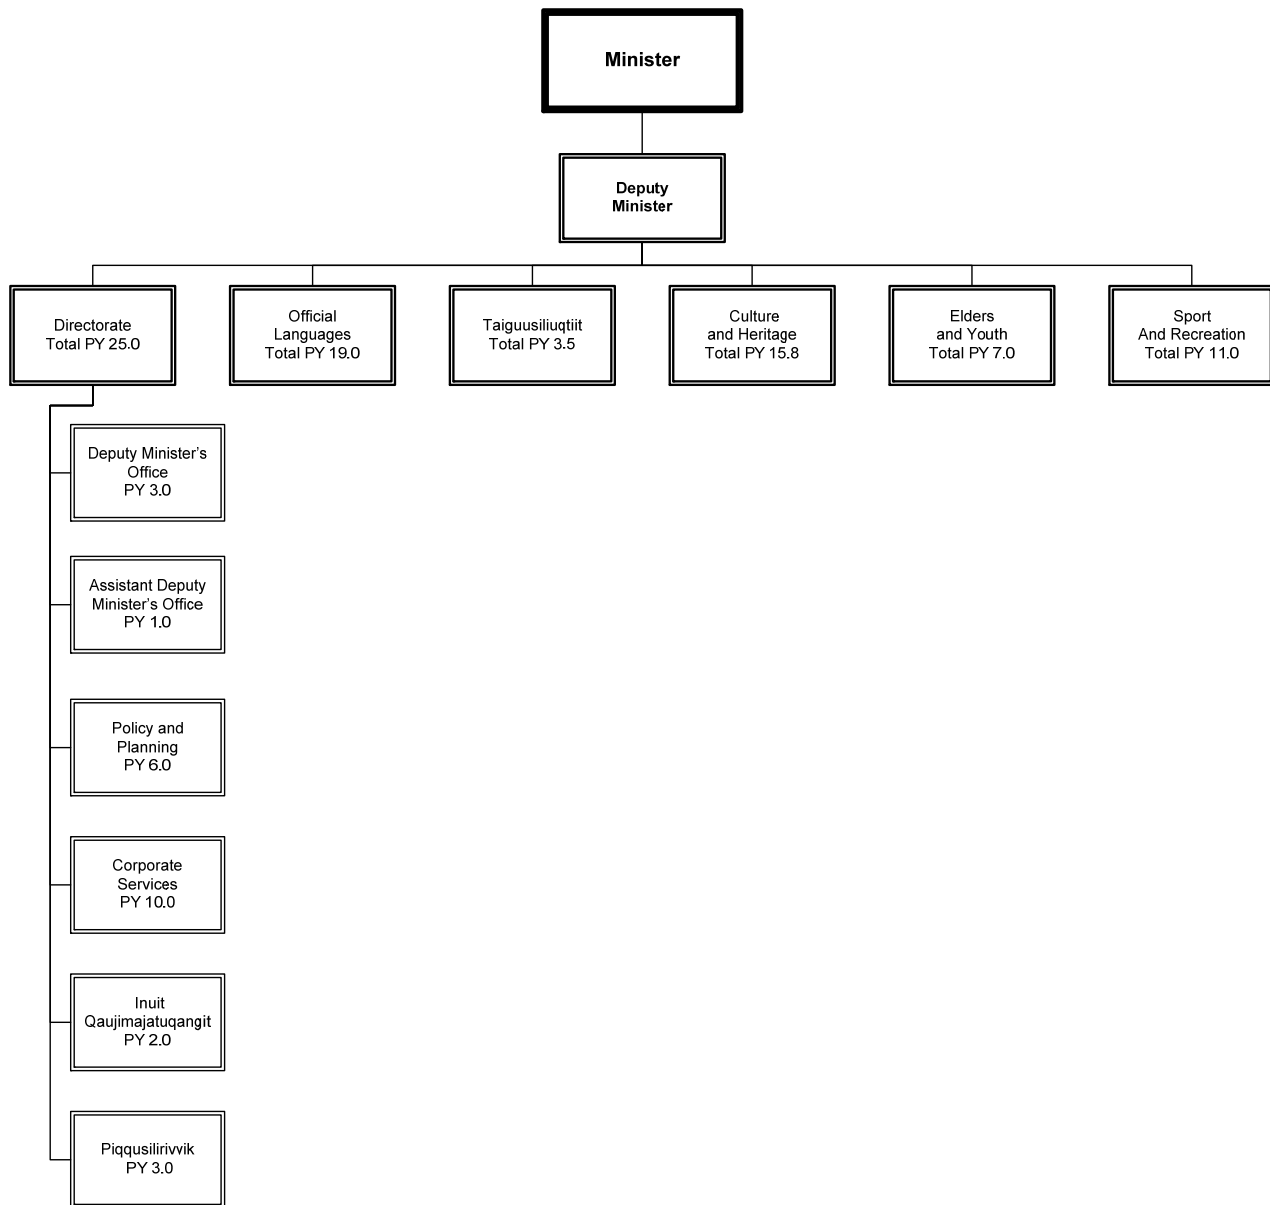 Minister
Deputy
Minister
Directorate
Total PY 25.0
Official
Languages
Total PY 19.0
Taiguusiliuqtiit
Total PY 3.5
Culture
and Heritage
Total PY 15.8
Elders
and Youth
Total PY 7.0
Sport
And Recreation
Total PY 11.0
Deputy Minister's
Office
PY 3.0
Assistant Deputy
Minister's Office
PY 1.0
Policy and
Planning
PY 6.0
Corporate
Services
PY 10.0
Inuit
Qaujimajatuqangit
PY 2.0
Piqqusilirivvik
PY 3.0